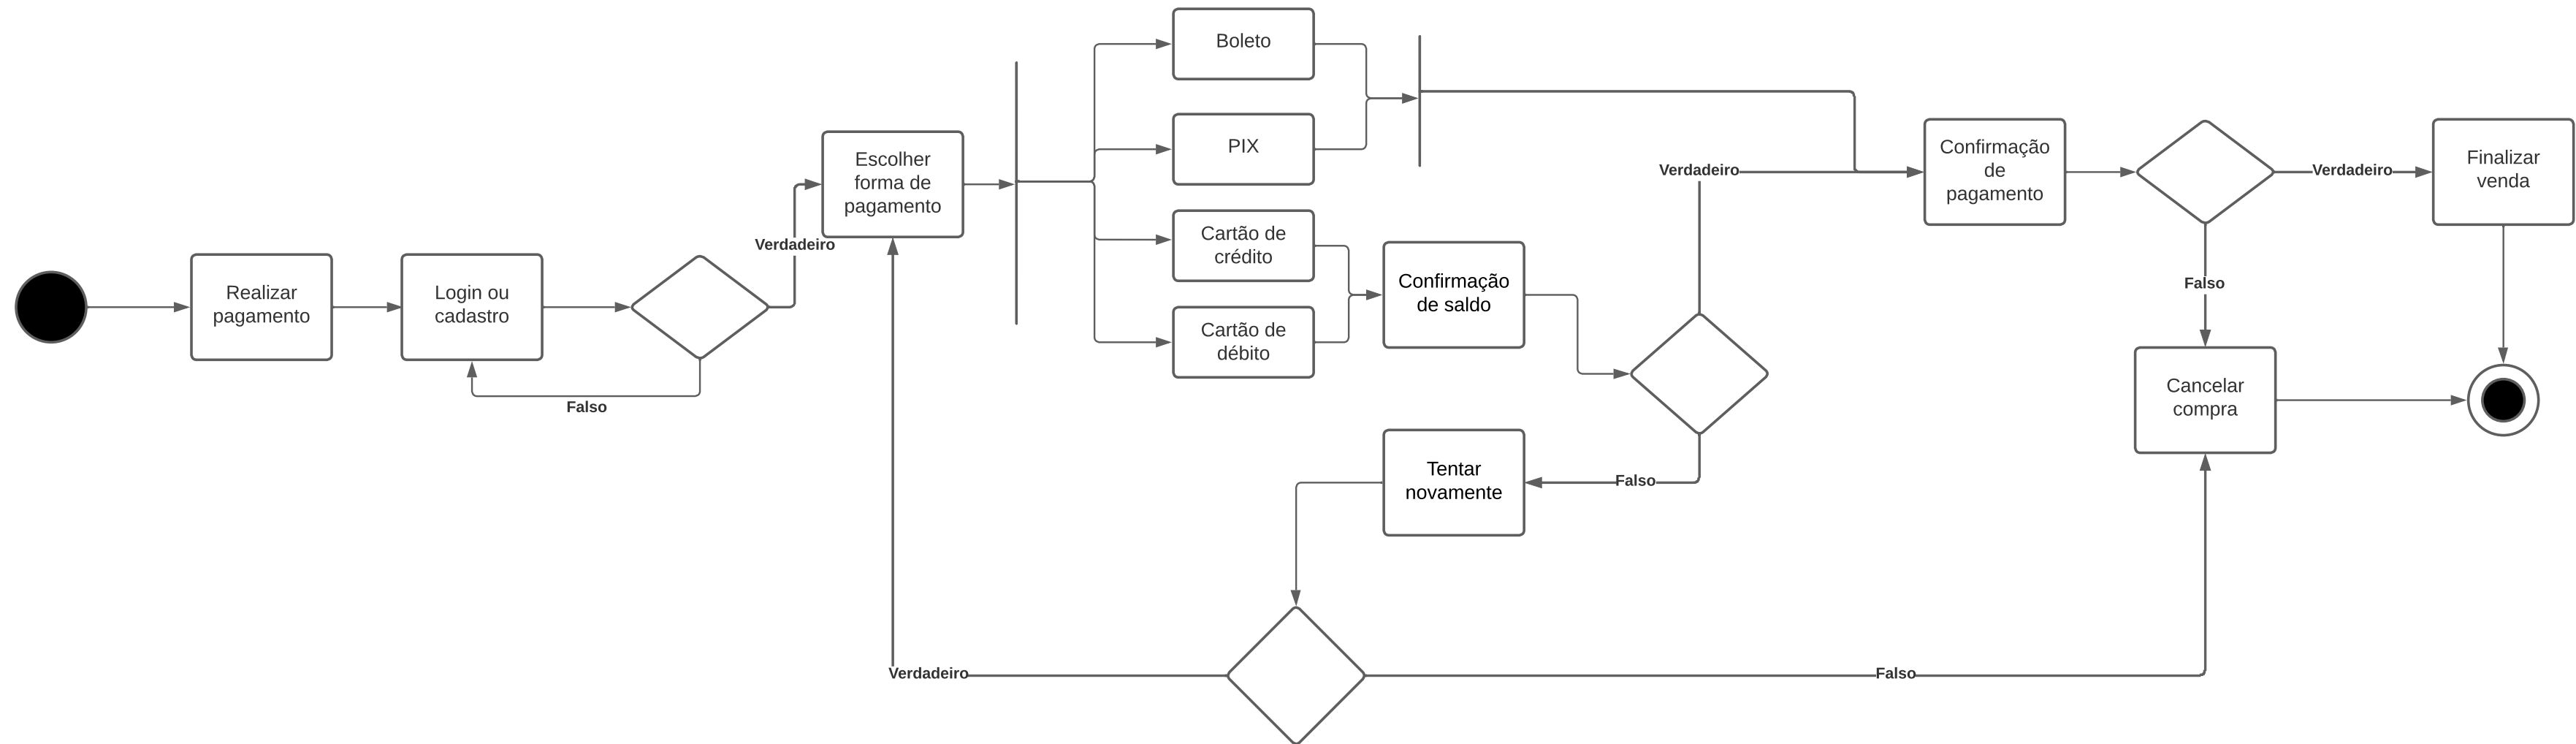 Realizar
pagamento
Login ou
cadastro
Falso
Verdadeiro
Escolher
forma de
pagamento
Boleto
PIX
Cartão de
crédito
Cartão de
débito
Confirmação
de saldo
Verdadeiro
Falso
Tentar
novamente
Verdadeiro
Falso
Confirmação
de
pagamento
Verdadeiro
Falso
Finalizar
venda
Cancelar
compra